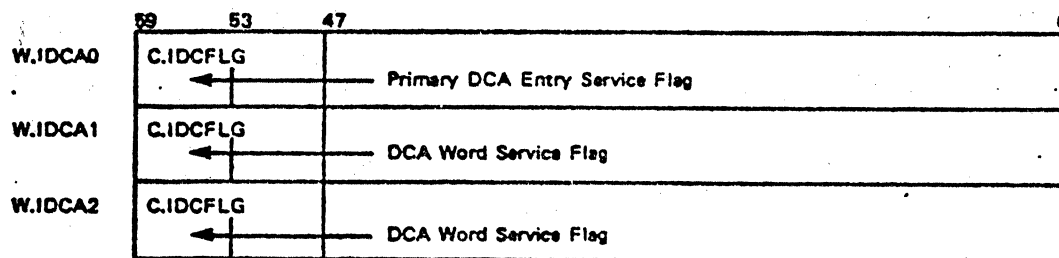 59 53 47
W.IDCA0 C.IDCFLG
Primary DCA Entry Service Flag
W.IDCA1 C.IDCFLG
DCA Word Service Flag
W.IDCA2 C.IDCFLG
DCA Word Service Flag